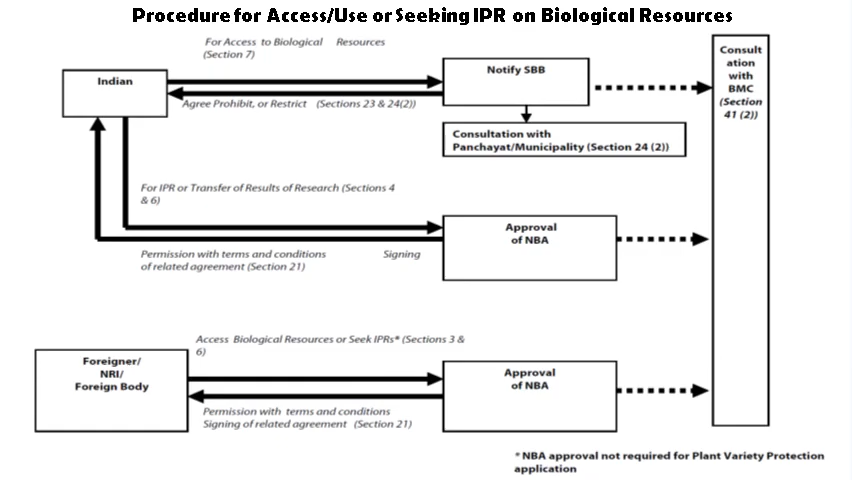 Procedure for Access/Use or Seeking IPR on Biological Resources
For Access to Biological Resources
(Section 7)
Indian
Notify SBB
Agree Prohibit, or Restrict (Sections 23 & 24(2))
Consultation with
Panchayat/Municipality (Section 24 (2))
Consult
ation
with
BMC
(Section
41 (2))
For IPR or Transfer of Results of Research (Sections 4
& 6)
Approval
of NBA
Permission with terms and conditions Signing
of related agreement (Section 21)
Access Biological Resources or Seek IPRs* (Sections 3 &
6)
Foreigner/
NRI/
Foreign Body
Approval
of NBA
Permission with terms and conditions
Signing of related agreement (Section 21)
* NBA approval not required for Plant Variety Protection
application